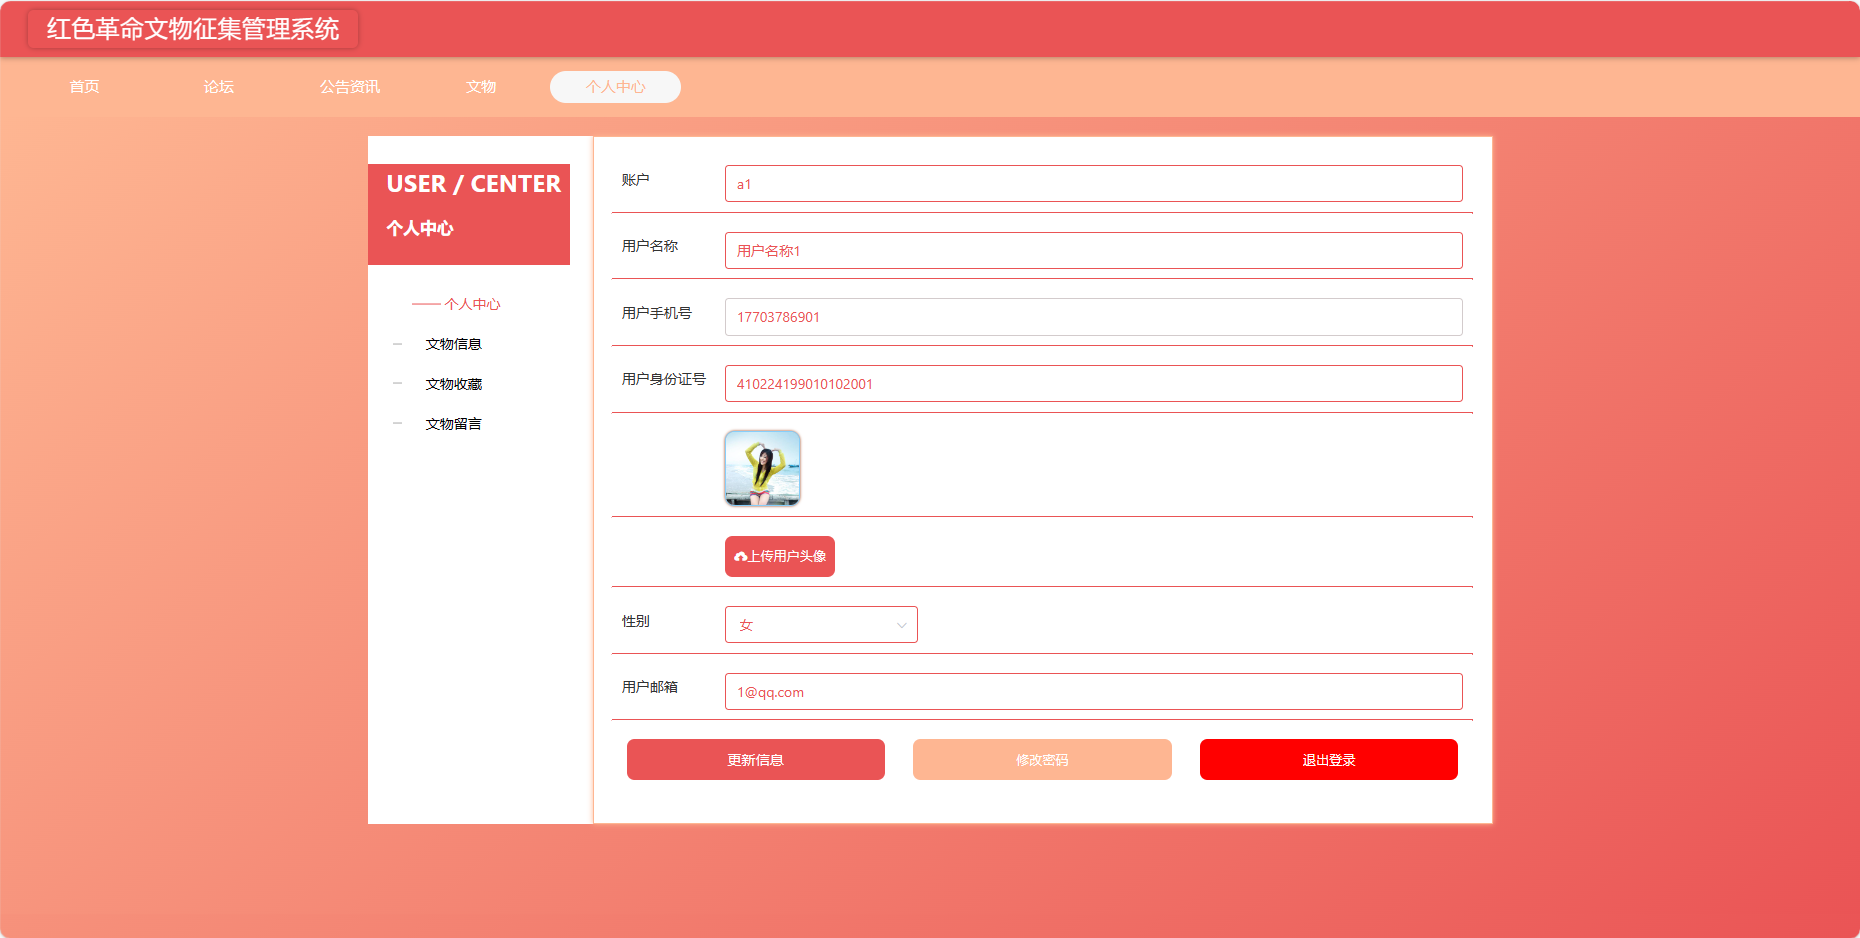 红色革命文物征集管理系统
首页 论坛 公告资讯 文物 个人中心
USER / CENTER
个人中心
个人中心
文物信息
文物收藏
文物留言
账户 a1
用户名称 用户名称1
用户手机号 17703786901
用户身份证号 410224199010102001
上传用户头像
性别 女
用户邮箱 1@qq.com
更新信息 修改密码 退出登录